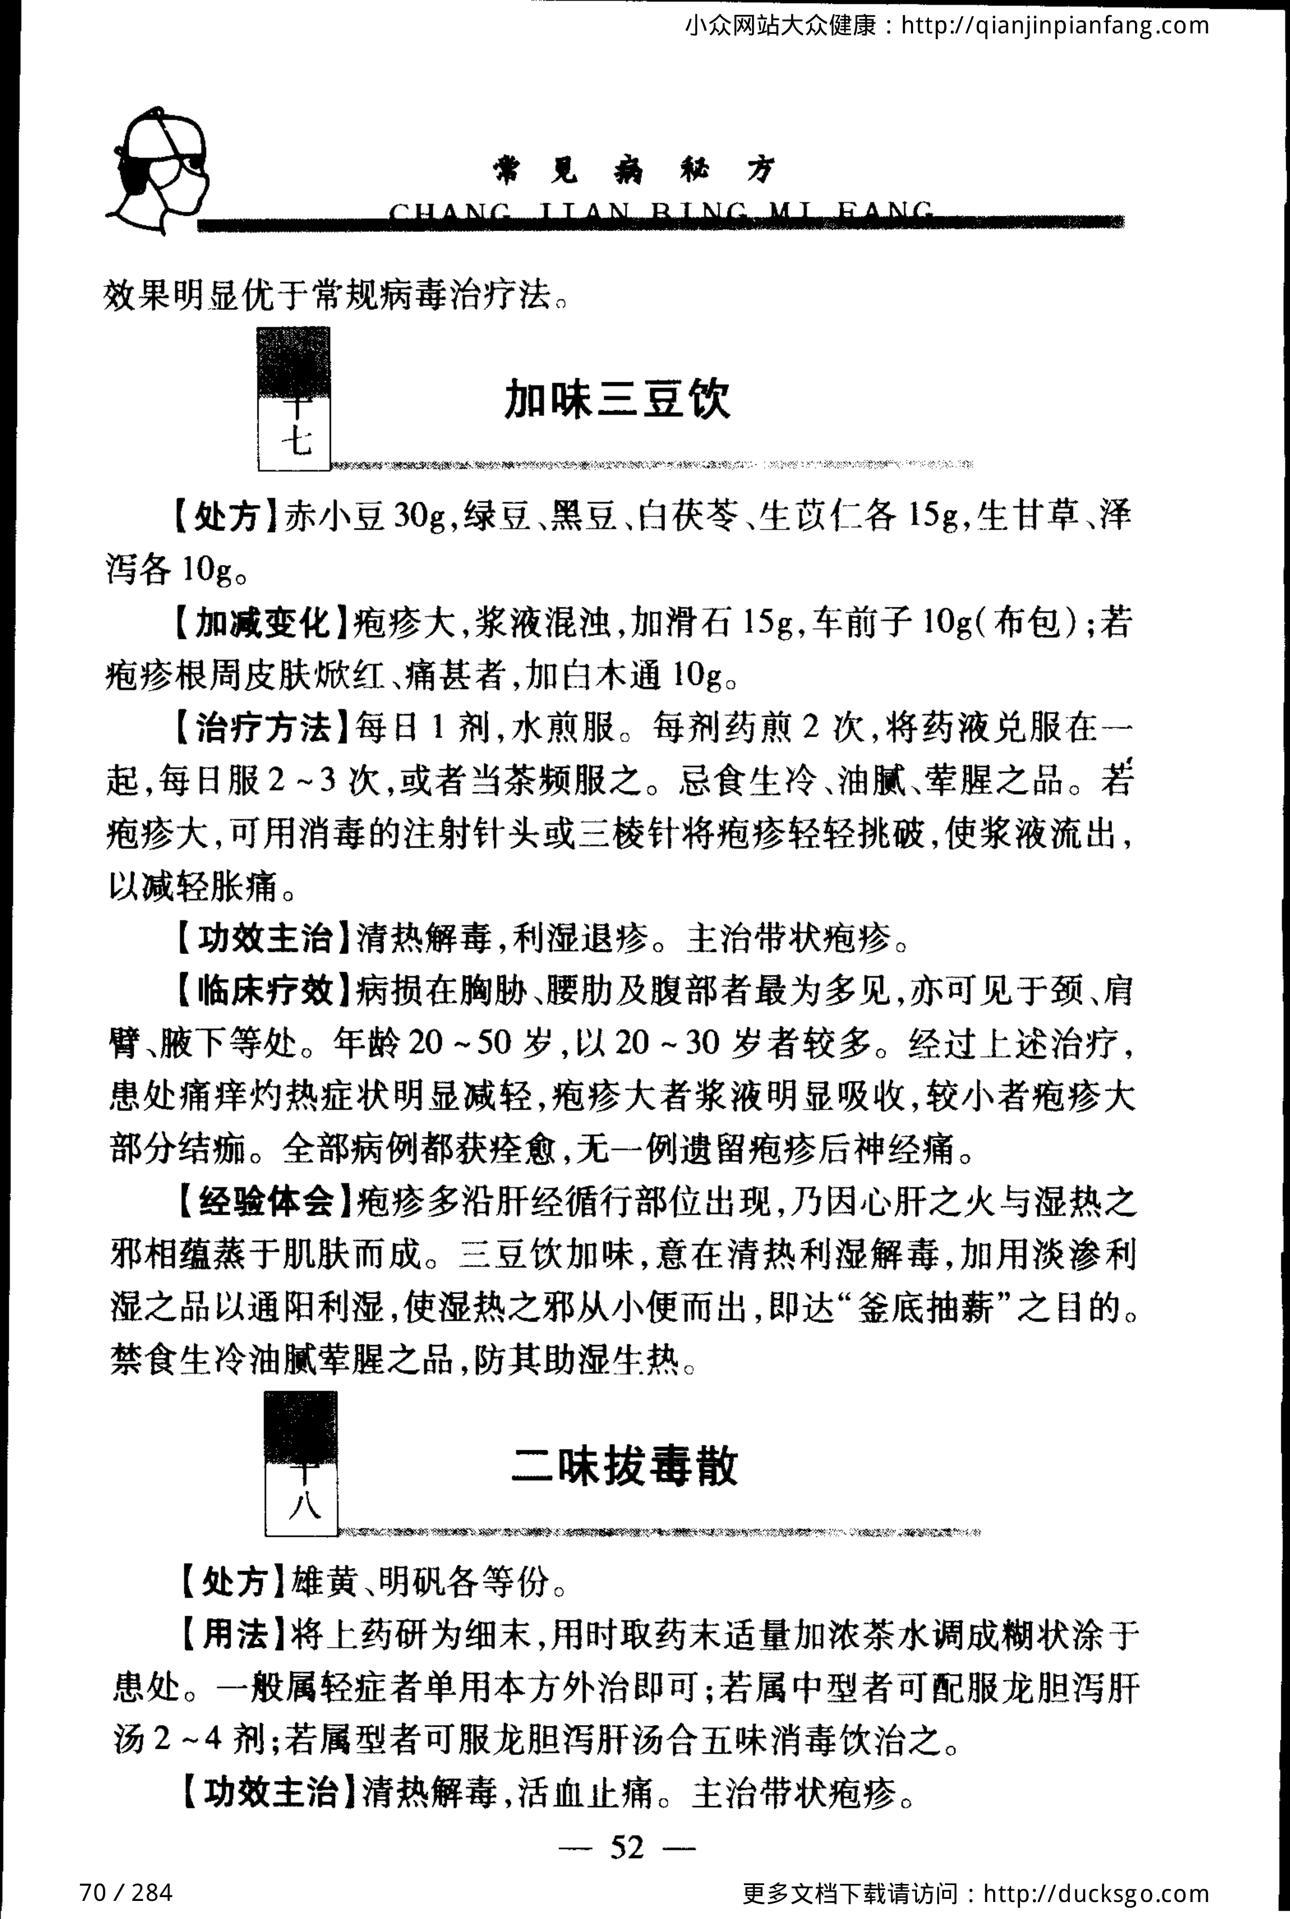 小众网站大众健康：http://qianjinpianfang.com
常见病秘方
CHANG JIAN BING MI FANG
效果明显优于常规病毒治疗法。
十七
加味三豆饮
【处方】赤小豆 30g,绿豆、黑豆、白茯苓、生苡仁各 15g,生甘草、泽
泻各 10g。
【加减变化】疱疹大,浆液混浊,加滑石 15g,车前子 10g(布包);若
疱疹根周皮肤焮红、痛甚者,加白木通 10g。
【治疗方法】每日 1 剂,水煎服。每剂药煎 2 次,将药液兑服在一
起,每日服 2~3 次,或者当茶频服之。忌食生冷、油腻、荤腥之品。若
疱疹大,可用消毒的注射针头或三棱针将疱疹轻轻挑破,使浆液流出,
以减轻胀痛。
【功效主治】清热解毒,利湿退疹。主治带状疱疹。
【临床疗效】病损在胸胁、腰肋及腹部者最为多见,亦可见于颈、肩
臂、腋下等处。年龄 20~50 岁,以 20~30 岁者较多。经过上述治疗,
患处痛痒灼热症状明显减轻,疱疹大者浆液明显吸收,较小者疱疹大
部分结痂。全部病例都获痊愈,无一例遗留疱疹后神经痛。
【经验体会】疱疹多沿肝经循行部位出现,乃因心肝之火与湿热之
邪相蕴蒸于肌肤而成。三豆饮加味,意在清热利湿解毒,加用淡渗利
湿之品以通阳利湿,使湿热之邪从小便而出,即达“釜底抽薪”之目的。
禁食生冷油腻荤腥之品,防其助湿生热。
十八
二味拔毒散
【处方】雄黄、明矾各等份。
【用法】将上药研为细末,用时取药末适量加浓茶水调成糊状涂于
患处。一般属轻症者单用本方外治即可;若属中型者可配服龙胆泻肝
汤 2~4 剂;若属型者可服龙胆泻肝汤合五味消毒饮治之。
【功效主治】清热解毒,活血止痛。主治带状疱疹。
— 52 —
70 / 284
更多文档下载请访问：http://ducksgo.com